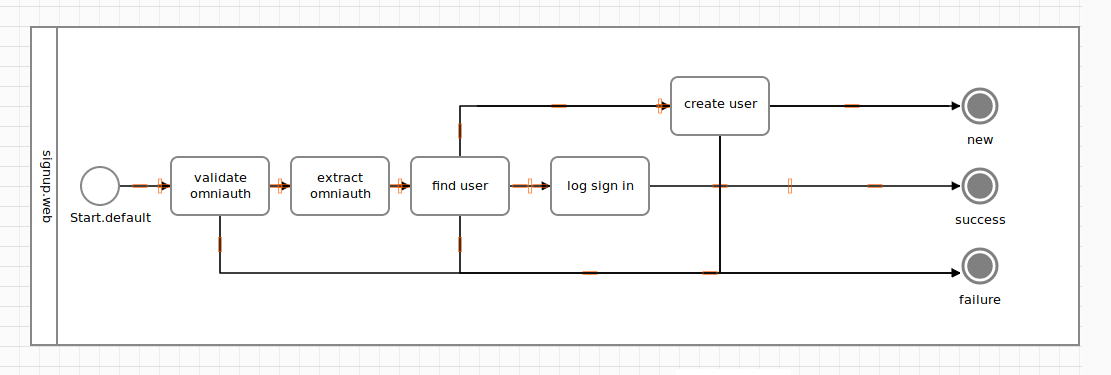 signup.web
Start.default
validate
omniauth
extract
omniauth
find user
log sign in
create user
new
success
failure